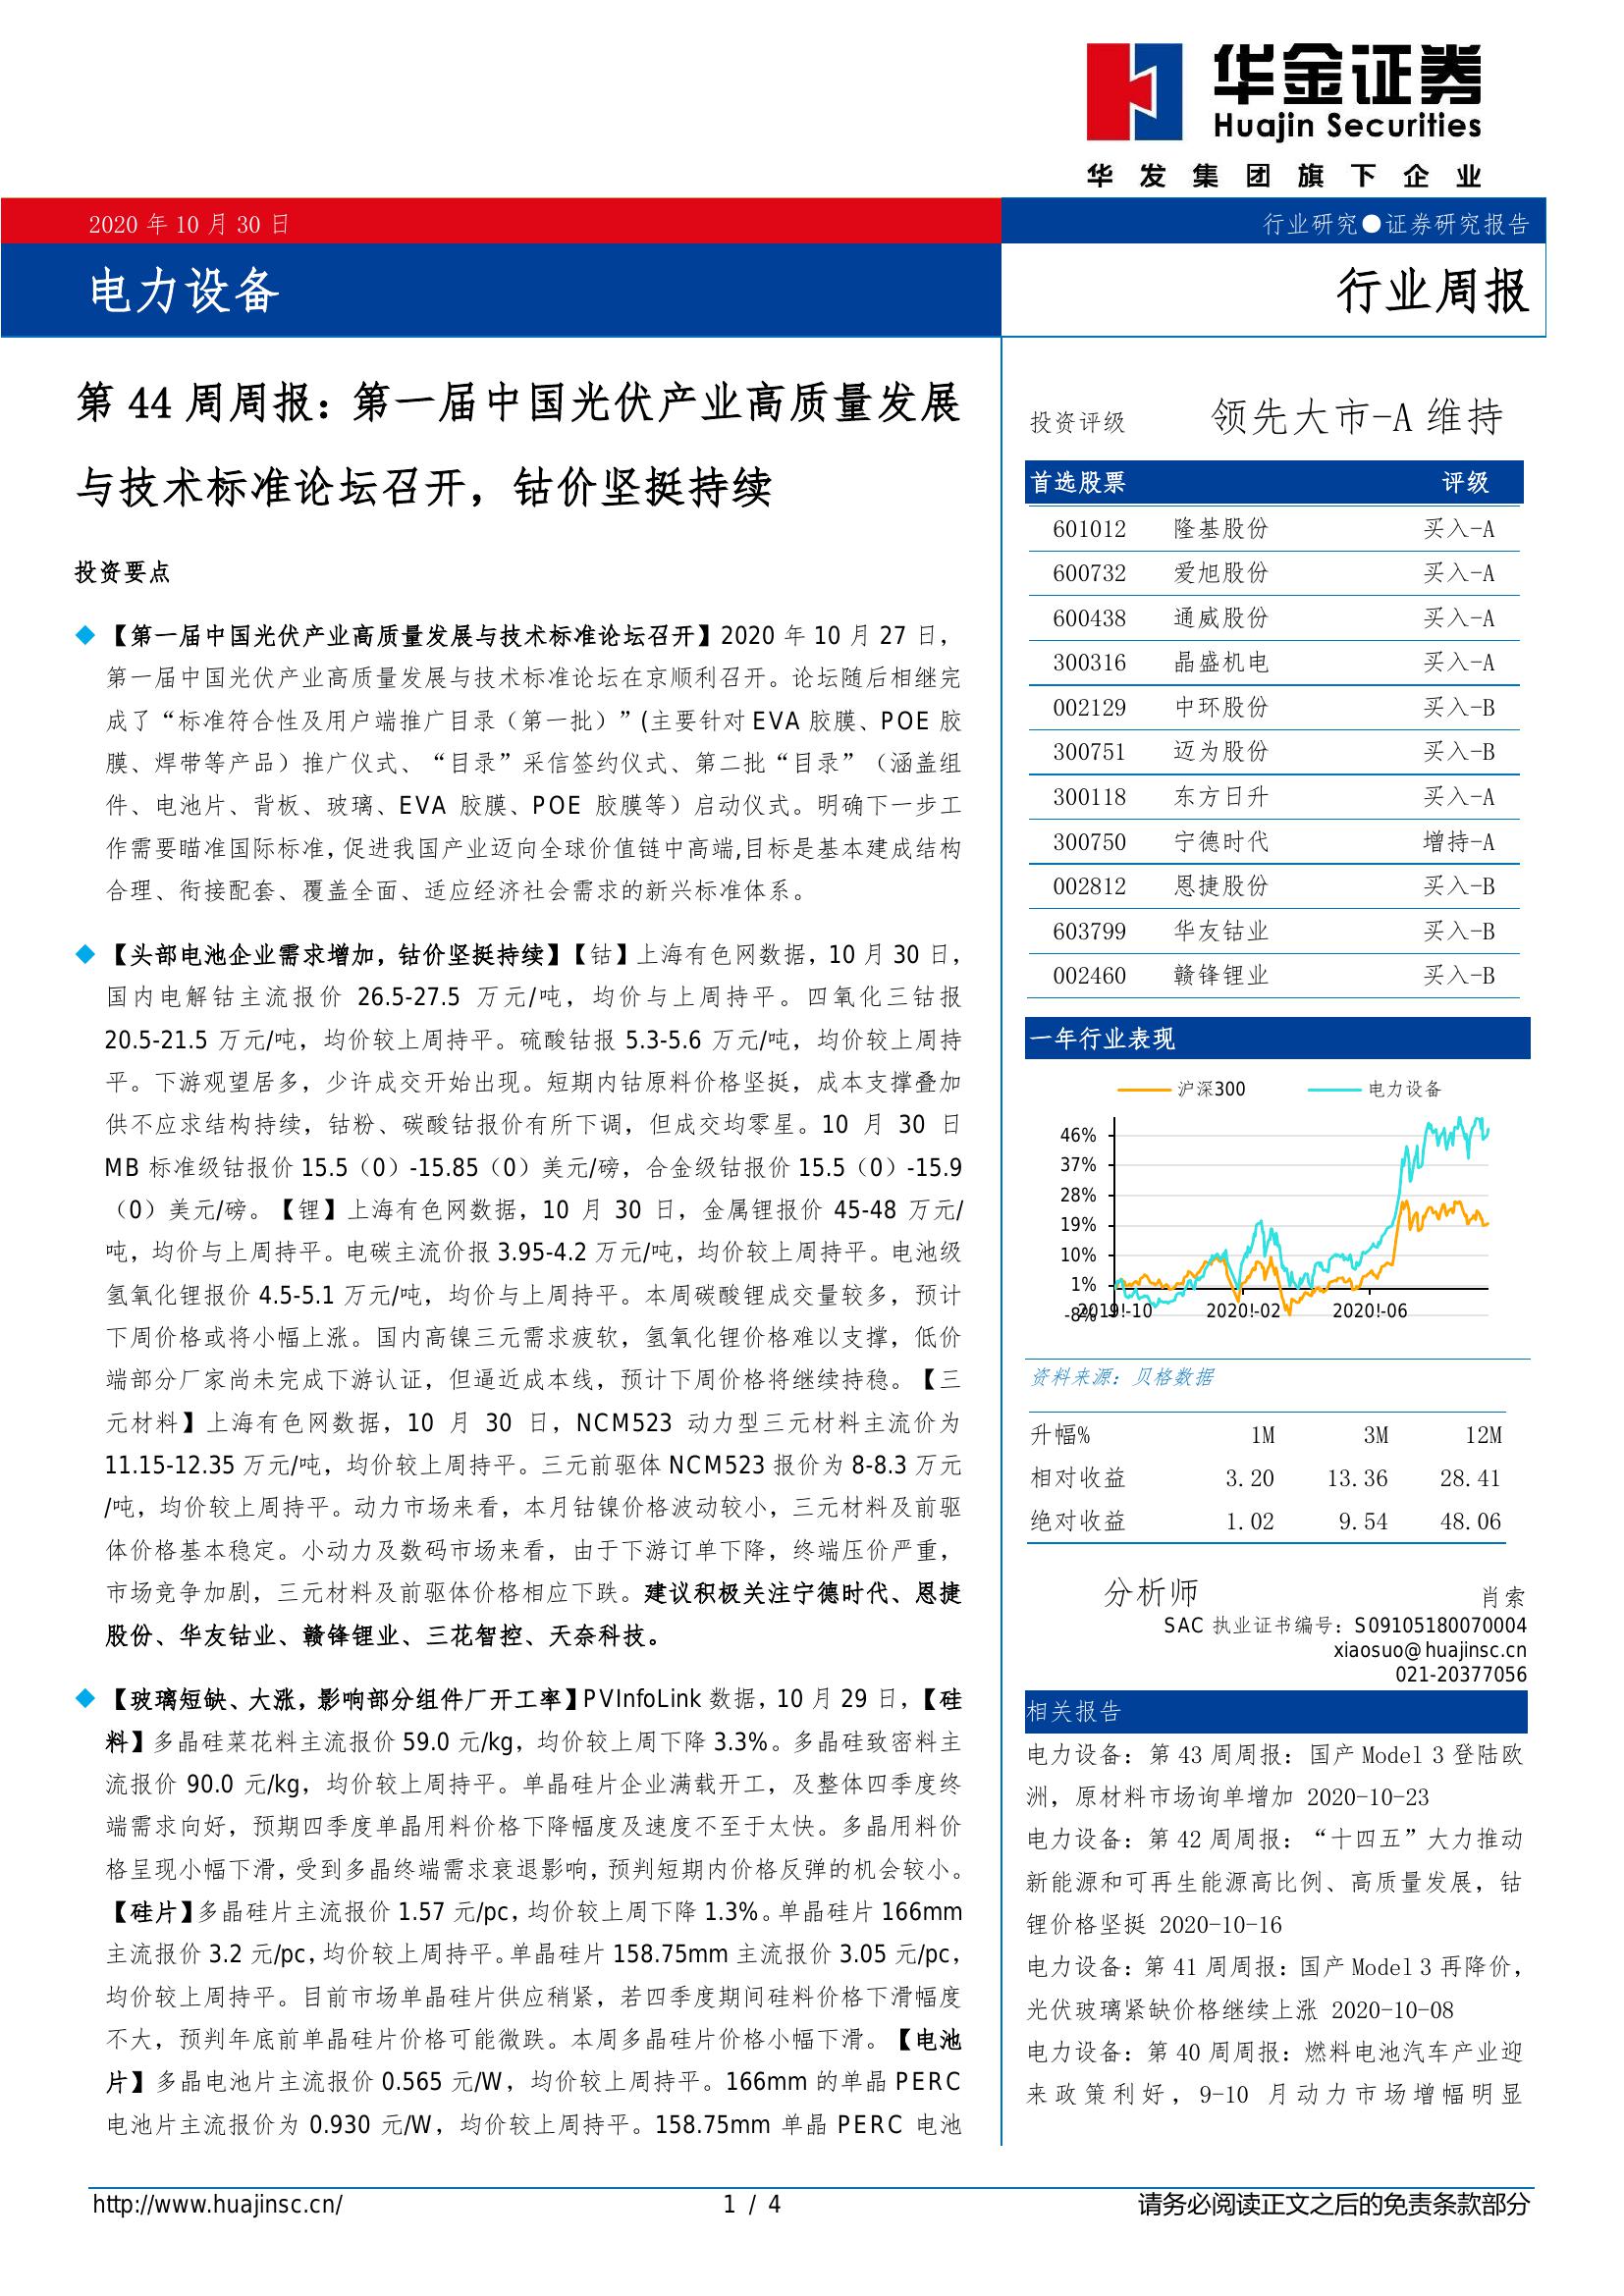 华金证券
Huajin Securities
华发集团旗下企业
2020 年 10 月 30 日
行业研究●证券研究报告
电力设备
行业周报
第 44 周周报：第一届中国光伏产业高质量发展
与技术标准论坛召开，钴价坚挺持续
投资要点
◆ 【第一届中国光伏产业高质量发展与技术标准论坛召开】2020 年 10 月 27 日，
第一届中国光伏产业高质量发展与技术标准论坛在京顺利召开。论坛随后相继完
成了“标准符合性及用户端推广目录（第一批）”(主要针对 EVA 胶膜、POE 胶
膜、焊带等产品）推广仪式、“目录”采信签约仪式、第二批“目录”（涵盖组
件、电池片、背板、玻璃、EVA 胶膜、POE 胶膜等）启动仪式。明确下一步工
作需要瞄准国际标准,促进我国产业迈向全球价值链中高端,目标是基本建成结构
合理、衔接配套、覆盖全面、适应经济社会需求的新兴标准体系。
◆ 【头部电池企业需求增加，钴价坚挺持续】【钴】上海有色网数据，10 月 30 日，
国内电解钴主流报价 26.5-27.5 万元/吨，均价与上周持平。四氧化三钴报
20.5-21.5 万元/吨，均价较上周持平。硫酸钴报 5.3-5.6 万元/吨，均价较上周持
平。下游观望居多，少许成交开始出现。短期内钴原料价格坚挺，成本支撑叠加
供不应求结构持续，钴粉、碳酸钴报价有所下调，但成交均零星。10 月 30 日
MB 标准级钴报价 15.5（0）-15.85（0）美元/磅，合金级钴报价 15.5（0）-15.9
（0）美元/磅。【锂】上海有色网数据，10 月 30 日，金属锂报价 45-48 万元/
吨，均价与上周持平。电碳主流价报 3.95-4.2 万元/吨，均价较上周持平。电池级
氢氧化锂报价 4.5-5.1 万元/吨，均价与上周持平。本周碳酸锂成交量较多，预计
下周价格或将小幅上涨。国内高镍三元需求疲软，氢氧化锂价格难以支撑，低价
端部分厂家尚未完成下游认证，但逼近成本线，预计下周价格将继续持稳。【三
元材料】上海有色网数据，10 月 30 日，NCM523 动力型三元材料主流价为
11.15-12.35 万元/吨，均价较上周持平。三元前驱体 NCM523 报价为 8-8.3 万元
/吨，均价较上周持平。动力市场来看，本月钴镍价格波动较小，三元材料及前驱
体价格基本稳定。小动力及数码市场来看，由于下游订单下降，终端压价严重，
市场竞争加剧，三元材料及前驱体价格相应下跌。建议积极关注宁德时代、恩捷
股份、华友钴业、赣锋锂业、三花智控、天奈科技。
◆ 【玻璃短缺、大涨，影响部分组件厂开工率】PVInfoLink 数据，10 月 29 日，【硅
料】多晶硅菜花料主流报价 59.0 元/kg，均价较上周下降 3.3%。多晶硅致密料主
流报价 90.0 元/kg，均价较上周持平。单晶硅片企业满载开工，及整体四季度终
端需求向好，预期四季度单晶用料价格下降幅度及速度不至于太快。多晶用料价
格呈现小幅下滑，受到多晶终端需求衰退影响，预判短期内价格反弹的机会较小。
【硅片】多晶硅片主流报价 1.57 元/pc，均价较上周下降 1.3%。单晶硅片 166mm
主流报价 3.2 元/pc，均价较上周持平。单晶硅片 158.75mm 主流报价 3.05 元/pc，
均价较上周持平。目前市场单晶硅片供应稍紧，若四季度期间硅料价格下滑幅度
不大，预判年底前单晶硅片价格可能微跌。本周多晶硅片价格小幅下滑。【电池
片】多晶电池片主流报价 0.565 元/W，均价较上周持平。166mm 的单晶 PERC
电池片主流报价为 0.930 元/W，均价较上周持平。158.75mm 单晶 PERC 电池
投资评级 领先大市-A 维持
首选股票 评级
601012 隆基股份 买入-A
600732 爱旭股份 买入-A
600438 通威股份 买入-A
300316 晶盛机电 买入-A
002129 中环股份 买入-B
300751 迈为股份 买入-B
300118 东方日升 买入-A
300750 宁德时代 增持-A
002812 恩捷股份 买入-B
603799 华友钴业 买入-B
002460 赣锋锂业 买入-B
一年行业表现
沪深300 电力设备
46%
37%
28%
19%
10%
1%
-8%
2019!-10 2020!-02 2020!-06
资料来源：贝格数据
升幅% 1M 3M 12M
相对收益 3.20 13.36 28.41
绝对收益 1.02 9.54 48.06
分析师 肖索
SAC 执业证书编号：S09105180070004
xiaosuo@huajinsc.cn
021-20377056
相关报告
电力设备：第 43 周周报：国产 Model 3 登陆欧
洲，原材料市场询单增加 2020-10-23
电力设备：第 42 周周报：“十四五”大力推动
新能源和可再生能源高比例、高质量发展，钴
锂价格坚挺 2020-10-16
电力设备：第 41 周周报：国产 Model 3 再降价，
光伏玻璃紧缺价格继续上涨 2020-10-08
电力设备：第 40 周周报：燃料电池汽车产业迎
来政策利好，9-10 月动力市场增幅明显
http://www.huajinsc.cn/ 1 / 4 请务必阅读正文之后的免责条款部分